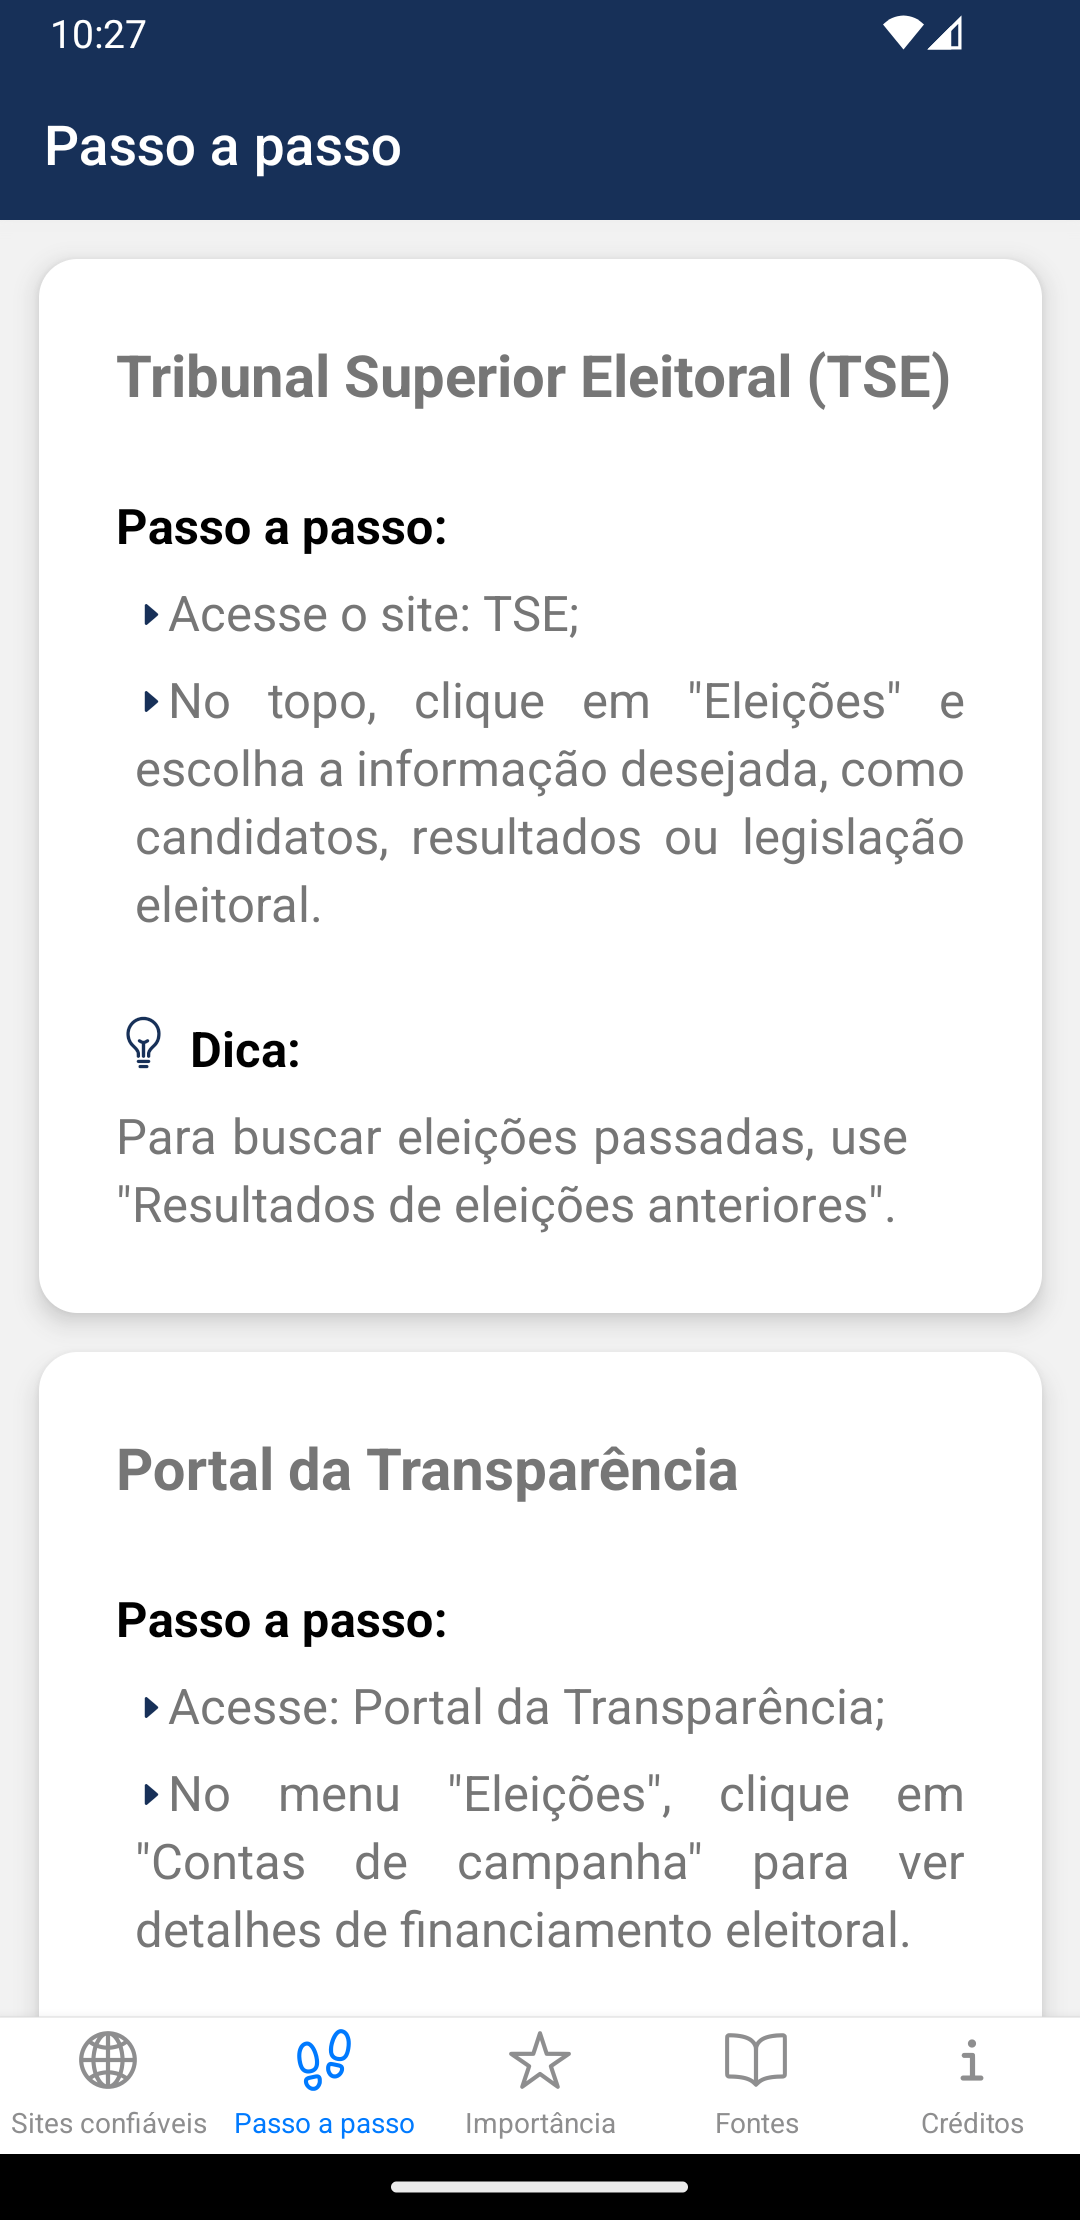 10:27
Passo a passo
Tribunal Superior Eleitoral (TSE)
Passo a passo:
Acesse o site: TSE;
No topo, clique em "Eleições" e
escolha a informação desejada, como
candidatos, resultados ou legislação
eleitoral.
Dica:
Para buscar eleições passadas, use
"Resultados de eleições anteriores".
Portal da Transparência
Passo a passo:
Acesse: Portal da Transparência;
No menu "Eleições", clique em
"Contas de campanha" para ver
detalhes de financiamento eleitoral.
Sites confiáveis
Passo a passo
Importância
Fontes
Créditos